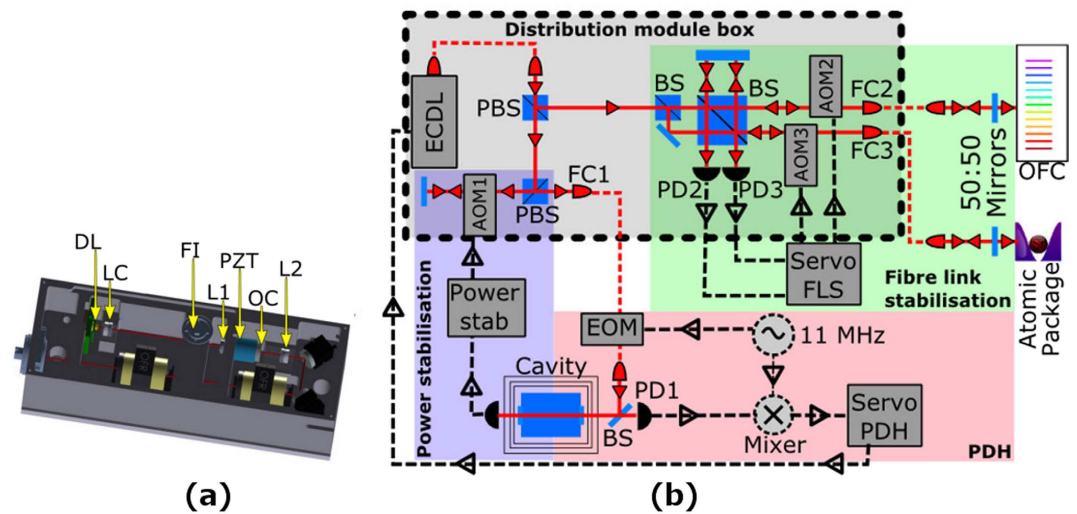 DL
LC
FI
L1
PZT
OC
L2
OFR
OFR
(a)
Distribution module box
ECDL
PBS
BS
BS
AOM2
FC2
AOM3
FC3
PD2
PD3
50:50
Mirrors
OFC
AOM1
PBS
FC1
Servo
FLS
Fibre link
stabilisation
Atomic
Package
Power stabilisation
Power
stab
EOM
11 MHz
Cavity
PD1
BS
Mixer
Servo
PDH
PDH
(b)